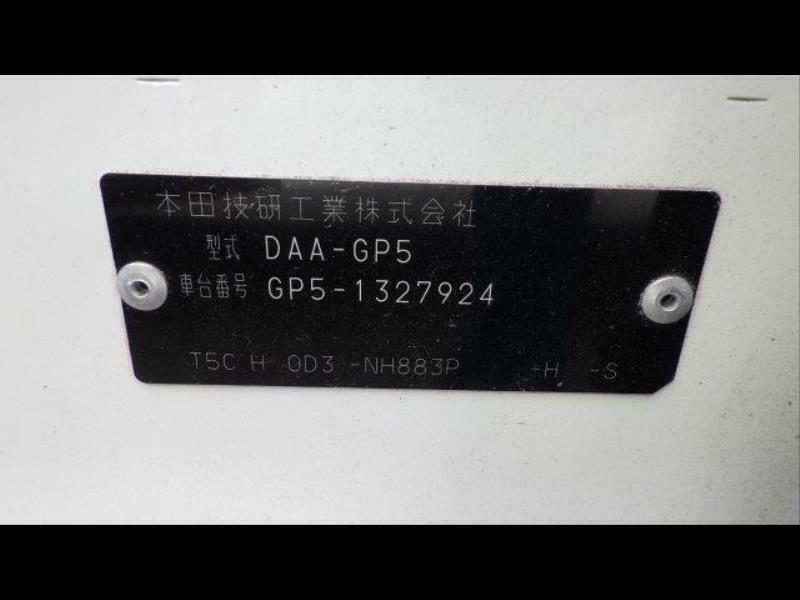 本田技研工業株式会社
型式 DAA-GP5
車台番号 GP5-1327924
T5C H 0D3 -NH883P -H -S